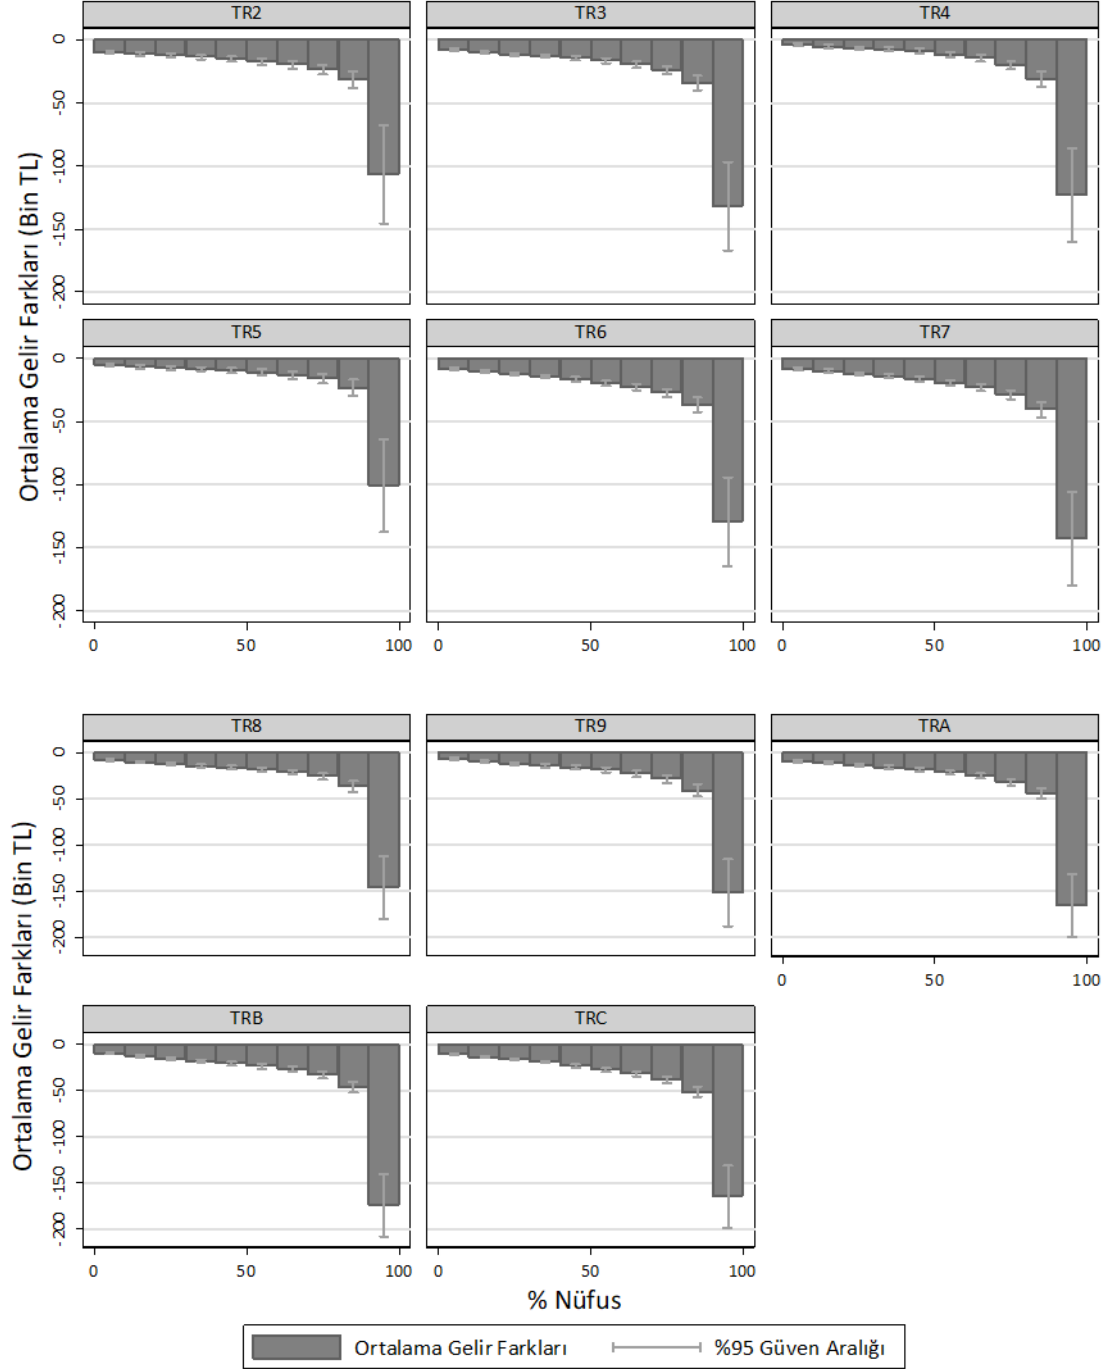 TR2 TR3 TR4
0
-50
-100
-150
-200
Ortalama Gelir Farkları (Bin TL)
TR5 TR6 TR7
0
-50
-100
-150
-200
0 50 100 0 50 100 0 50 100
TR8 TR9 TRA
0
-50
-100
-150
-200
0 50 100
Ortalama Gelir Farkları (Bin TL)
TRB TRC
0
-50
-100
-150
-200
0 50 100 0 50 100
% Nüfus
Ortalama Gelir Farkları %95 Güven Aralığı